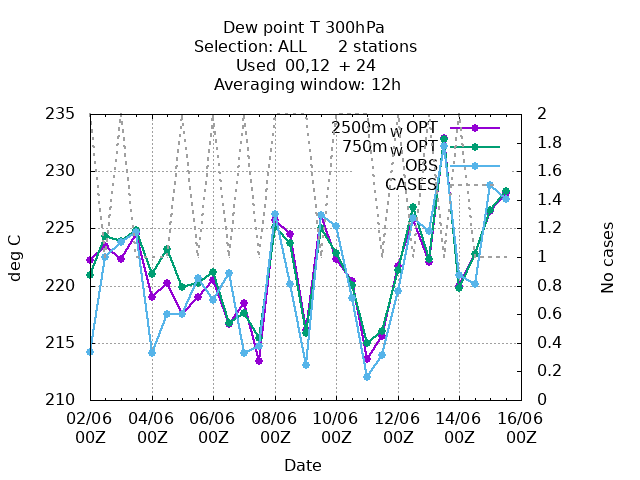 Dew point T 300hPa
Selection: ALL 2 stations
Used 00,12 + 24
Averaging window: 12h
235 2
2500m W OPT
1.8
750m W OPT
OBS
230 1.6
CASES
1.4
225 1.2
deg C
1
No cases
220 0.8
0.6
215 0.4
0.2
210 0
02/06 04/06 06/06 08/06 10/06 12/06 14/06 16/06
00Z 00Z 00Z 00Z 00Z 00Z 00Z 00Z
Date